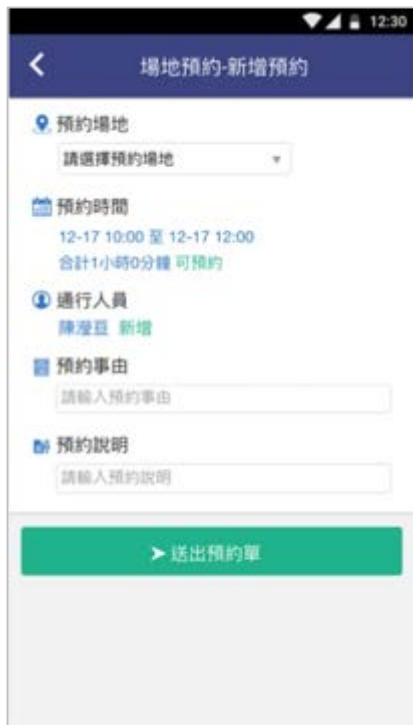 12:30
場地預約-新增預約
預約場地
請選擇預約場地
預約時間
12-17 10:00 至 12-17 12:00
合計1小時0分鐘 可預約
通行人員
陳瀅亘 新增
預約事由
請輸入預約事由
預約說明
請輸入預約說明
送出預約單